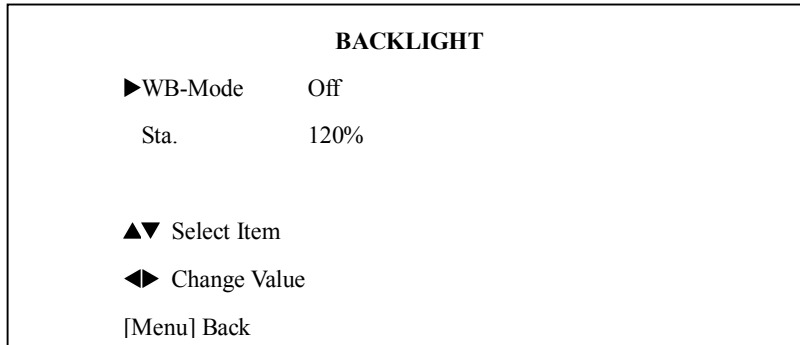 BACKLIGHT
▶WB-Mode Off
Sta. 120%
▲▼ Select Item
◀▶ Change Value
[Menu] Back